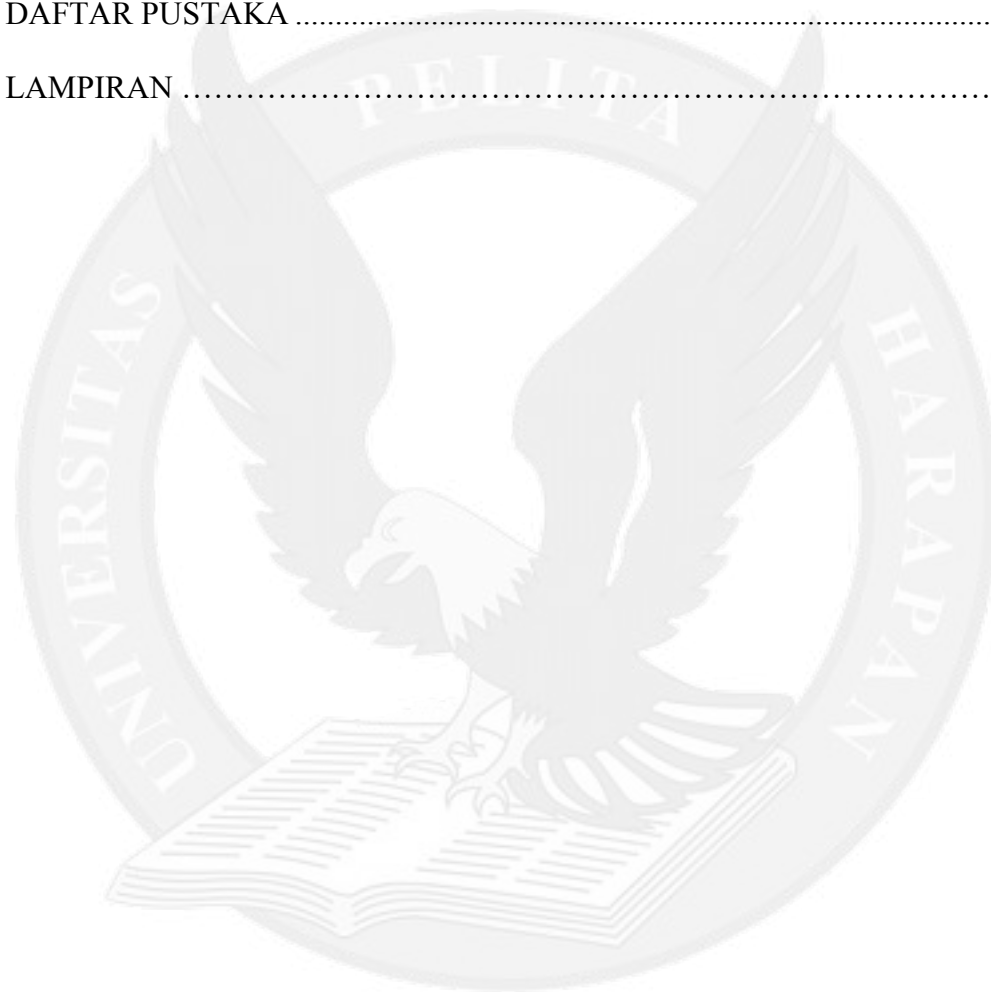 DAFTAR PUSTAKA ........................................................................................................
LAMPIRAN ……………………………………………………………………
UNIVERSITAS PELITA HARAPAN